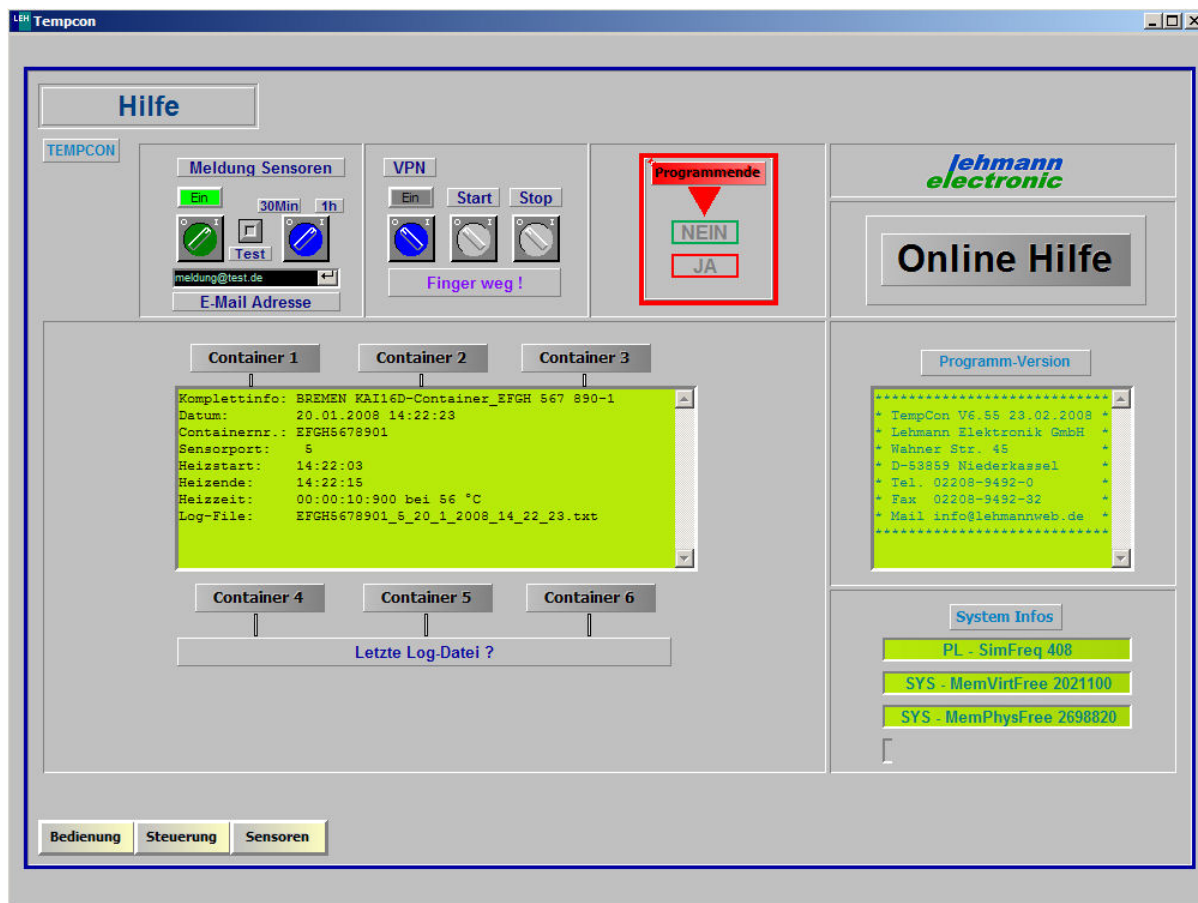 LEH Tempcon
Hilfe
TEMPCON
Meldung Sensoren
Ein
30Min 1h
O I
O I
Test
meldung@test.de
E-Mail Adresse
VPN
Ein Start Stop
O I
O I
O I
Finger weg !
Programmende
NEIN
JA
lehmann
electronic
Online Hilfe
Container 1 Container 2 Container 3
Komplettinfo: BREMEN KAI16D-Container_EFGH 567 890-1
Datum: 20.01.2008 14:22:23
Containernr.: EFGH5678901
Sensorport: 5
Heizstart: 14:22:03
Heizende: 14:22:15
Heizzeit: 00:00:10:900 bei 56 °C
Log-File: EFGH5678901_5_20_1_2008_14_22_23.txt
Container 4 Container 5 Container 6
Letzte Log-Datei ?
Programm-Version
*****************************
* TempCon V6.55 23.02.2008 *
* Lehmann Elektronik GmbH *
* Wahner Str. 45 *
* D-53859 Niederkassel *
* Tel. 02208-9492-0 *
* Fax 02208-9492-32 *
* Mail info@lehmannweb.de *
*****************************
System Infos
PL - SimFreq 408
SYS - MemVirtFree 2021100
SYS - MemPhysFree 2698820
Bedienung Steuerung Sensoren